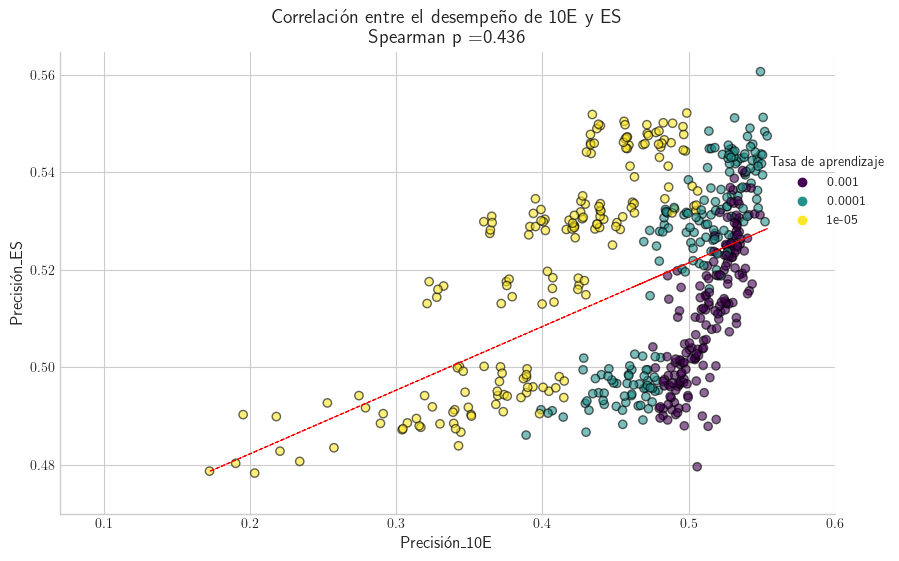 Correlación entre el desempeño de 10E y ES
Spearman p =0.436
0.56
0.54
0.52
0.50
0.48
Precisión_ES
Tasa de aprendizaje
0.001
0.0001
1e-05
0.1
0.2
0.3
0.4
0.5
0.6
Precisión_10E